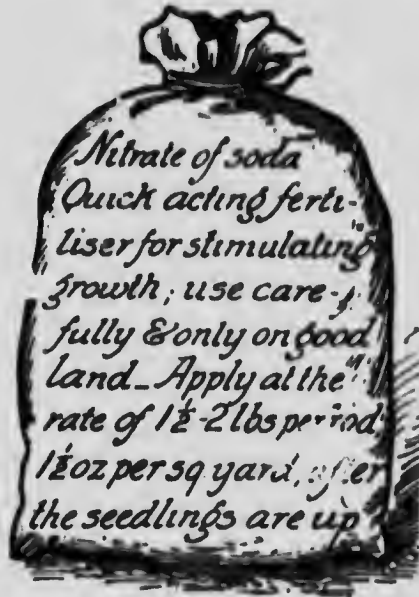 Nitrate of soda
Quick acting ferti-
liser for stimulating
growth; use care-
fully & only on good
land_ Apply at the
rate of 1½-2 lbs per rod,
1½ oz per sq yard, after
the seedlings are up